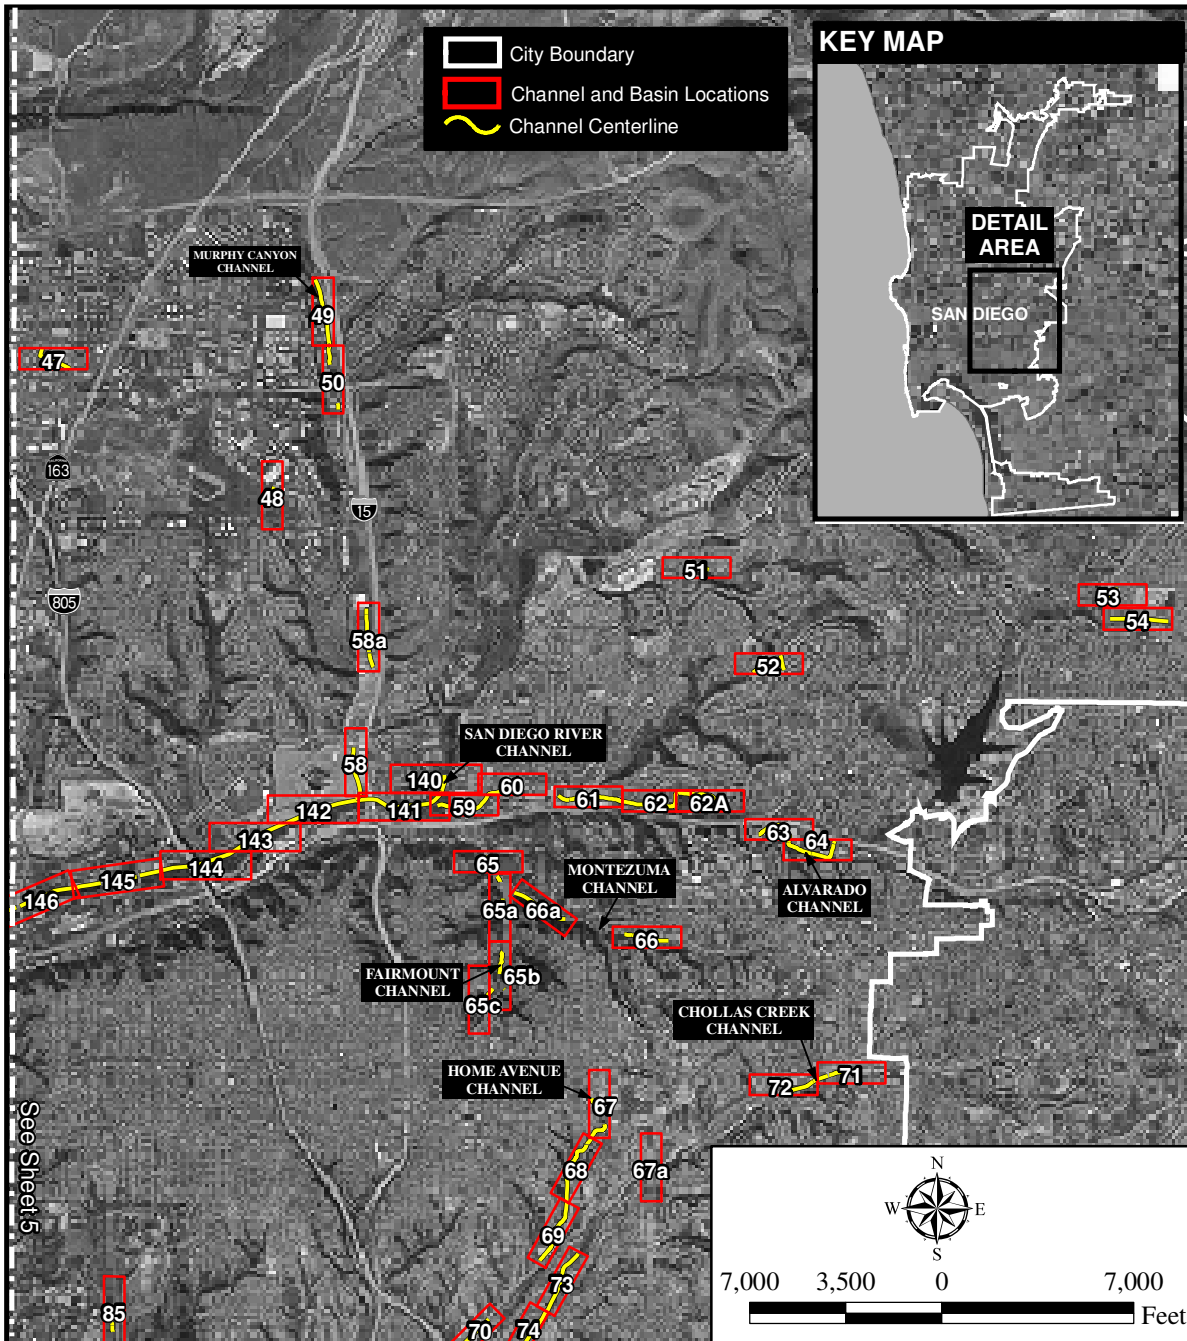 City Boundary
Channel and Basin Locations
Channel Centerline
KEY MAP
DETAIL
AREA
SAN DIEGO
MURPHY CANYON
CHANNEL
49
47
50
163
48
15
51
53
54
805
58a
52
SAN DIEGO RIVER
CHANNEL
58
140
60
142
141
59
61
62
62A
143
63
64
144
145
146
65
MONTEZUMA
CHANNEL
ALVARADO
CHANNEL
65a
66a
66
FAIRMOUNT
CHANNEL
65b
65c
CHOLLAS CREEK
CHANNEL
HOME AVENUE
CHANNEL
71
72
67
68
67a
See Sheet 5
69
73
85
70
74
N
W
E
S
7,000
3,500
0
7,000
Feet